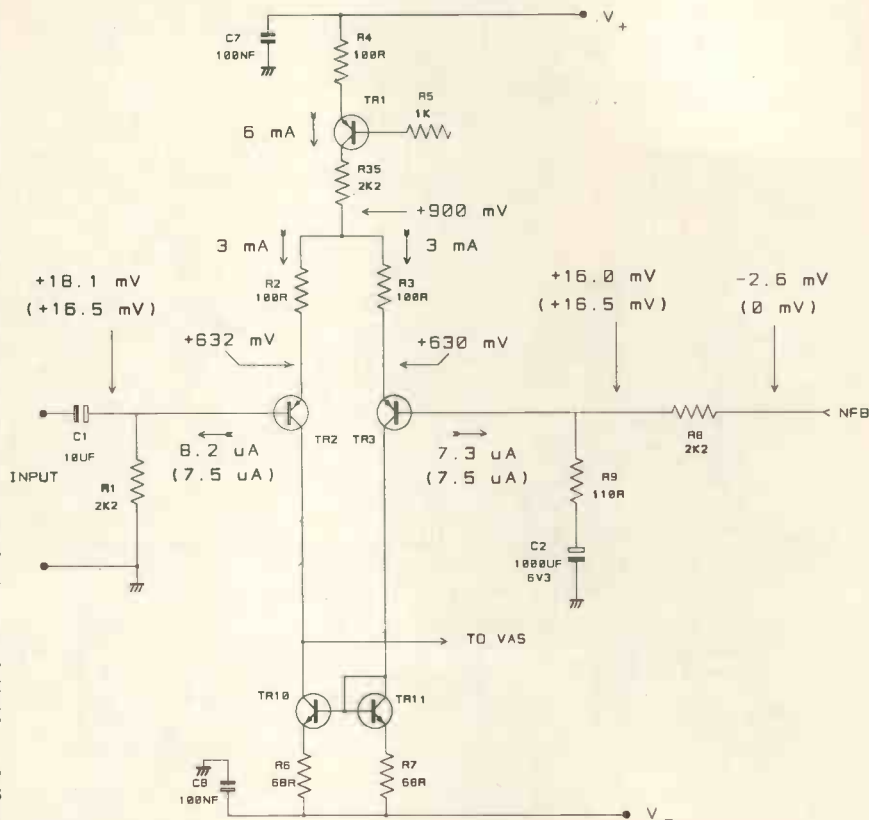 V+
C7
100NF
R4
100R
TR1
R5
1K
6 mA
R35
2K2
+900 mV
3 mA
3 mA
+18.1 mV
(+16.5 mV)
R2
100R
R3
100R
+16.0 mV
(+16.5 mV)
-2.6 mV
(0 mV)
+632 mV
+630 mV
C1
10UF
TR2
TR3
R8
2K2
NFB
INPUT
R1
2K2
8.2 uA
(7.5 uA)
7.3 uA
(7.5 uA)
R9
110R
C2
1000UF
6V3
TO VAS
TR10
TR11
C8
100NF
R6
68R
R7
68R
V-